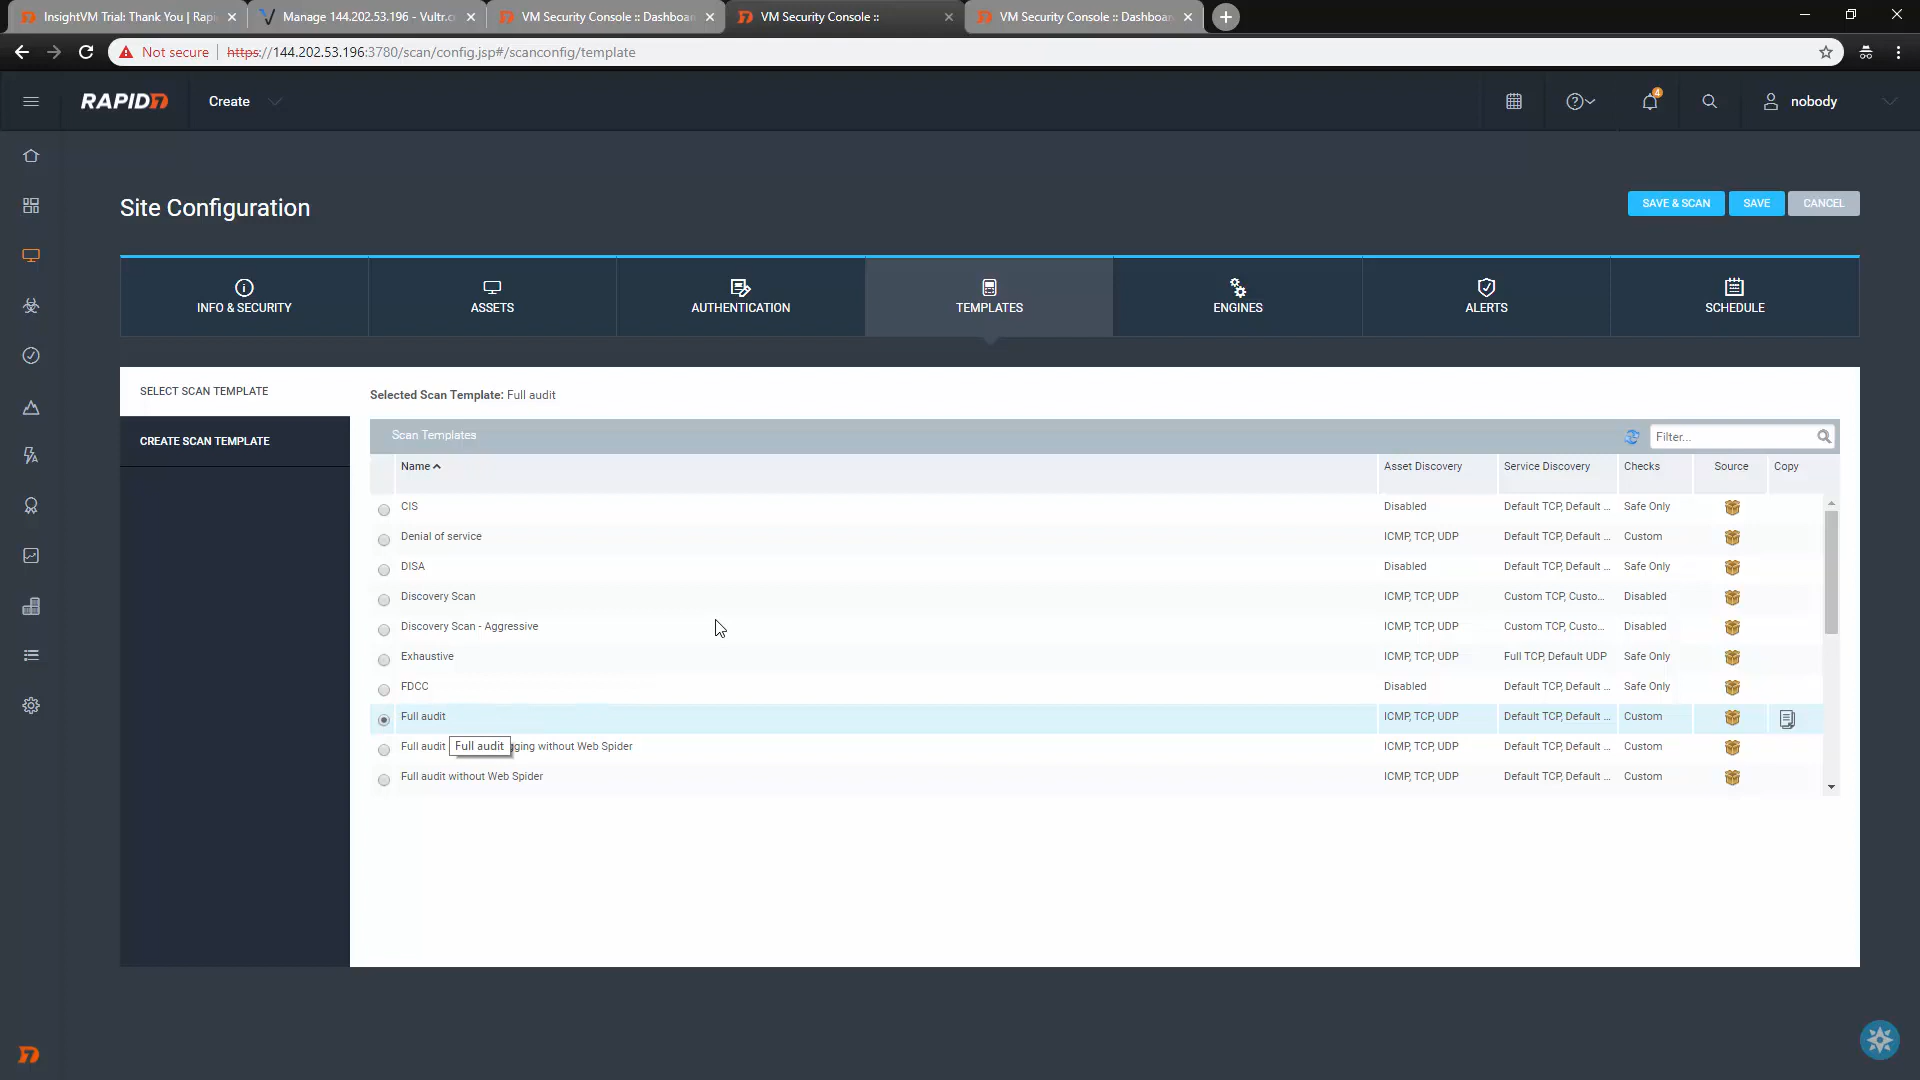 InsightVM Trial: Thank You | Rapi
Manage 144.202.53.196 - Vultr.c
VM Security Console :: Dashboar
VM Security Console ::
VM Security Console :: Dashboar
Not secure
https://144.202.53.196:3780/scan/config.jsp#/scanconfig/template
RAPID7
Create
4
nobody
Site Configuration
SAVE & SCAN
SAVE
CANCEL
INFO & SECURITY
ASSETS
AUTHENTICATION
TEMPLATES
ENGINES
ALERTS
SCHEDULE
SELECT SCAN TEMPLATE
CREATE SCAN TEMPLATE
Selected Scan Template: Full audit
Scan Templates
Filter...
Name Asset Discovery Service Discovery Checks Source Copy
CIS Disabled Default TCP, Default ... Safe Only
Denial of service ICMP, TCP, UDP Default TCP, Default ... Custom
DISA Disabled Default TCP, Default ... Safe Only
Discovery Scan ICMP, TCP, UDP Custom TCP, Custo... Disabled
Discovery Scan - Aggressive ICMP, TCP, UDP Custom TCP, Custo... Disabled
Exhaustive ICMP, TCP, UDP Full TCP, Default UDP Safe Only
FDCC Disabled Default TCP, Default ... Safe Only
Full audit ICMP, TCP, UDP Default TCP, Default ... Custom
Full audit Full audit gging without Web Spider ICMP, TCP, UDP Default TCP, Default ... Custom
Full audit without Web Spider ICMP, TCP, UDP Default TCP, Default ... Custom